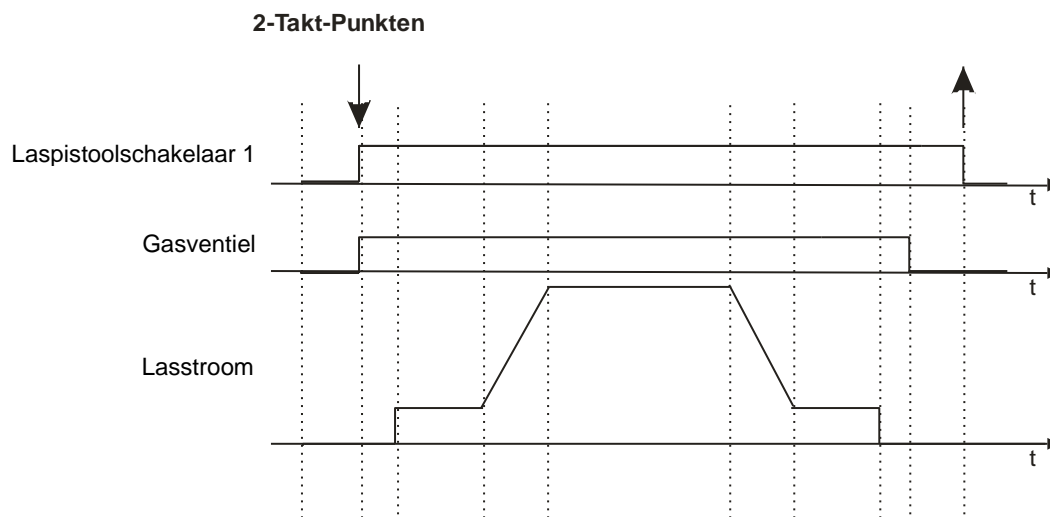 2-Takt-Punkten
Laspistoolschakelaar 1
t
Gasventiel
t
Lasstroom
t